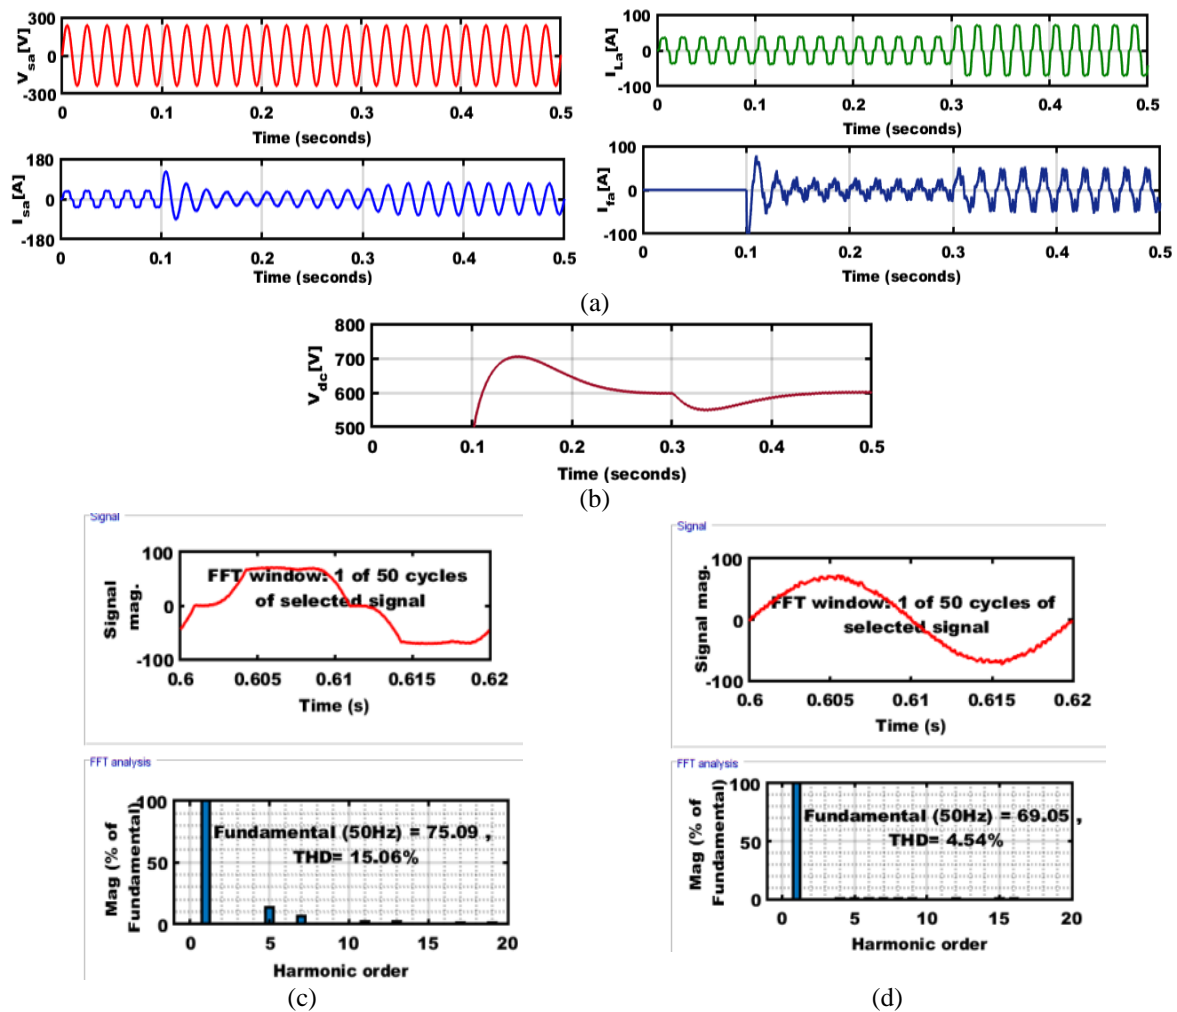 V_sa[V]
300
0
-300
0 0.1 0.2 0.3 0.4 0.5
Time (seconds)
I_La[A]
100
0
-100
0 0.1 0.2 0.3 0.4 0.5
Time (seconds)
I_sa[A]
180
0
-180
0 0.1 0.2 0.3 0.4 0.5
Time (seconds)
I_fa[A]
100
0
-100
0 0.1 0.2 0.3 0.4 0.5
Time (seconds)
(a)
V_dc[V]
800
700
600
500
0 0.1 0.2 0.3 0.4 0.5
Time (seconds)
(b)
Signal
Signal
mag.
100
0
-100
FFT window: 1 of 50 cycles
of selected signal
0.6 0.605 0.61 0.615 0.62
Time (s)
FFT analysis
Mag (% of
Fundamental)
100
50
0
Fundamental (50Hz) = 75.09 ,
THD= 15.06%
0 5 10 15 20
Harmonic order
(c)
Signal
Signal mag.
100
0
-100
FFT window: 1 of 50 cycles of
selected signal
0.6 0.605 0.61 0.615 0.62
Time (s)
FFT analysis
Mag (% of
Fundamental)
100
50
0
Fundamental (50Hz) = 69.05 ,
THD= 4.54%
0 5 10 15 20
Harmonic order
(d)